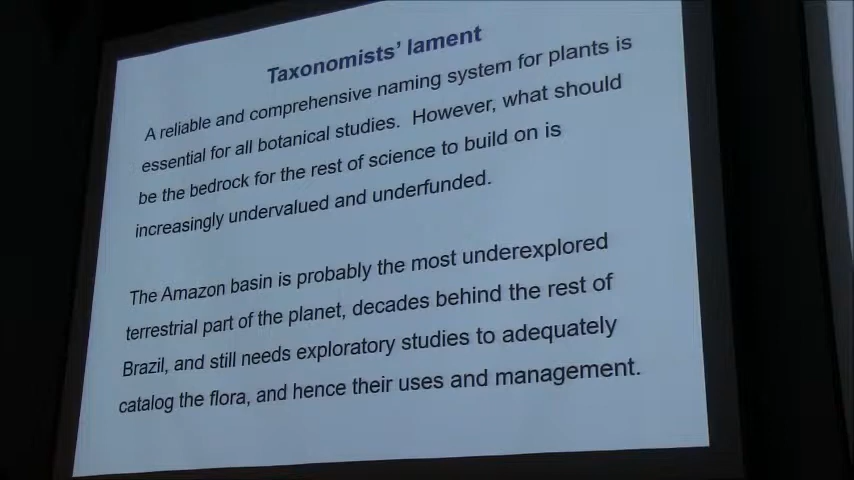 Taxonomists' lament
A reliable and comprehensive naming system for plants is
essential for all botanical studies. However, what should
be the bedrock for the rest of science to build on is
increasingly undervalued and underfunded.
The Amazon basin is probably the most underexplored
terrestrial part of the planet, decades behind the rest of
Brazil, and still needs exploratory studies to adequately
catalog the flora, and hence their uses and management.